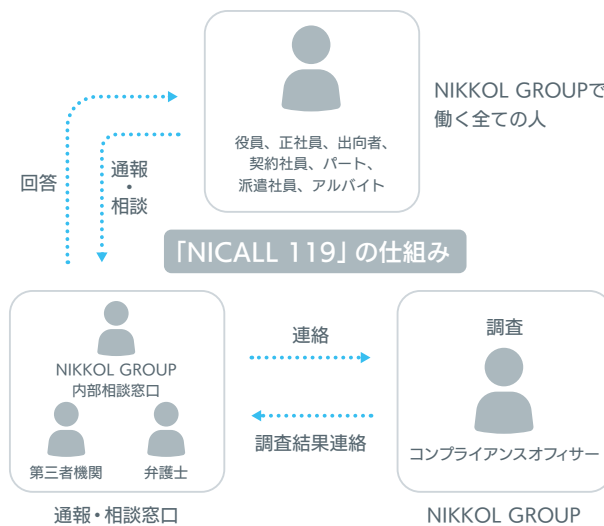 役員、正社員、出向者、
契約社員、パート、
派遣社員、アルバイト
NIKKOL GROUPで
働く全ての人
回答
通報
・
相談
「NICALL 119」の仕組み
NIKKOL GROUP
内部相談窓口
第三者機関
弁護士
通報・相談窓口
連絡
調査結果連絡
調査
コンプライアンスオフィサー
NIKKOL GROUP